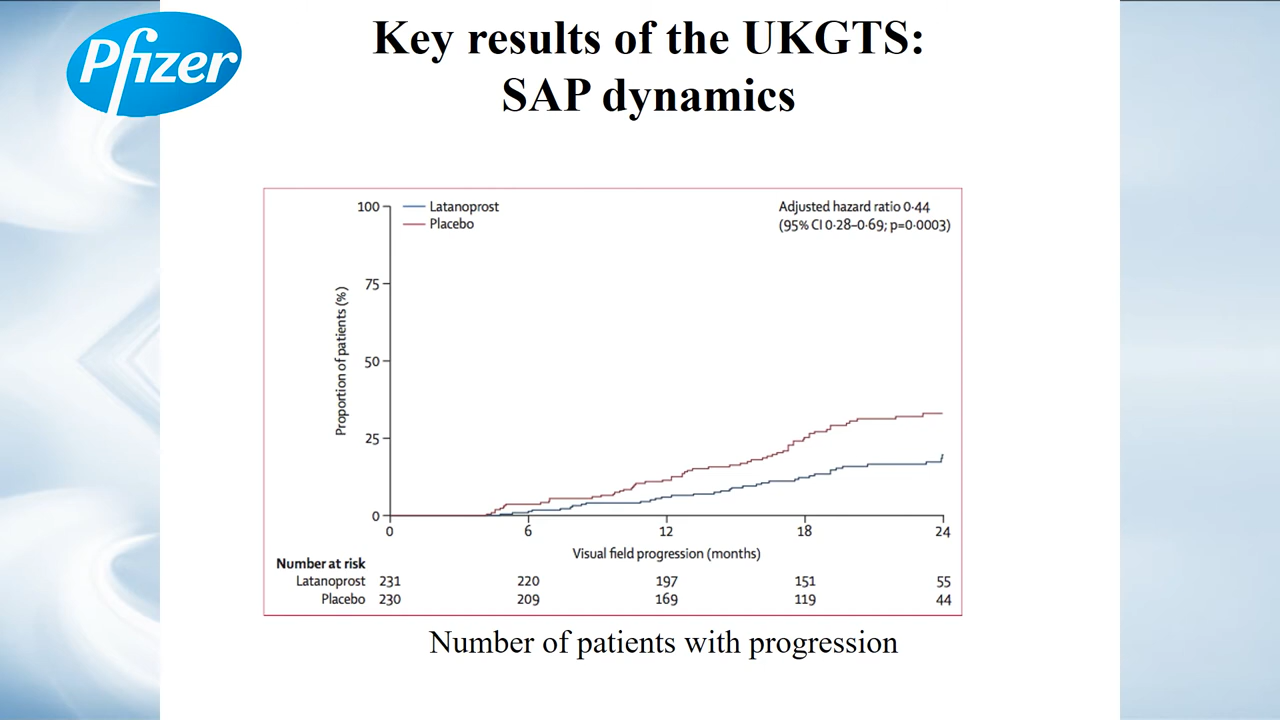 Pfizer
Key results of the UKGTS:
SAP dynamics
100
75
50
25
0
Proportion of patients (%)
Latanoprost
Placebo
Adjusted hazard ratio 0·44
(95% CI 0·28–0·69; p=0·0003)
0 6 12 18 24
Visual field progression (months)
Number at risk
Latanoprost 231 220 197 151 55
Placebo 230 209 169 119 44
Number of patients with progression